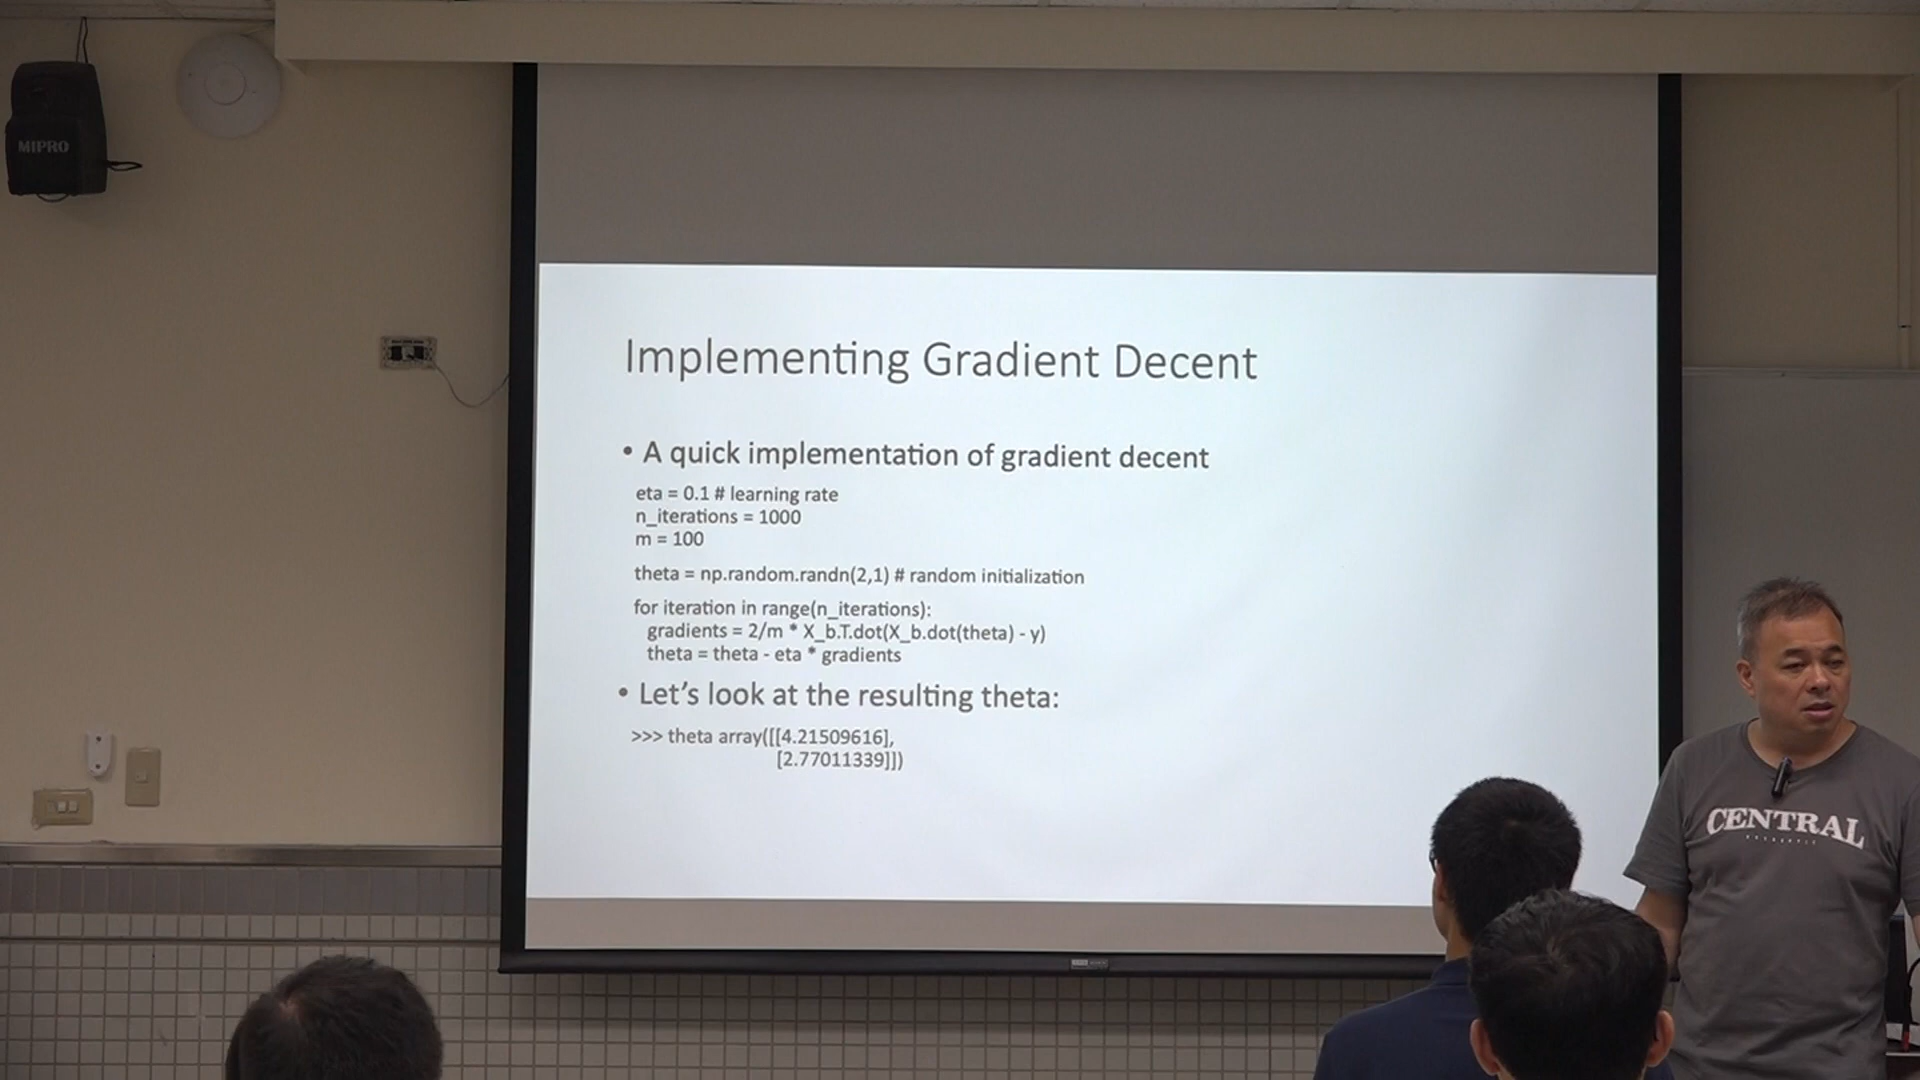 MIPRO
Implementing Gradient Decent
• A quick implementation of gradient decent
eta = 0.1 # learning rate
n_iterations = 1000
m = 100
theta = np.random.randn(2,1) # random initialization
for iteration in range(n_iterations):
gradients = 2/m * X_b.T.dot(X_b.dot(theta) - y)
theta = theta - eta * gradients
• Let's look at the resulting theta:
>>> theta array([[4.21509616],
[2.77011339]])
CENTRAL